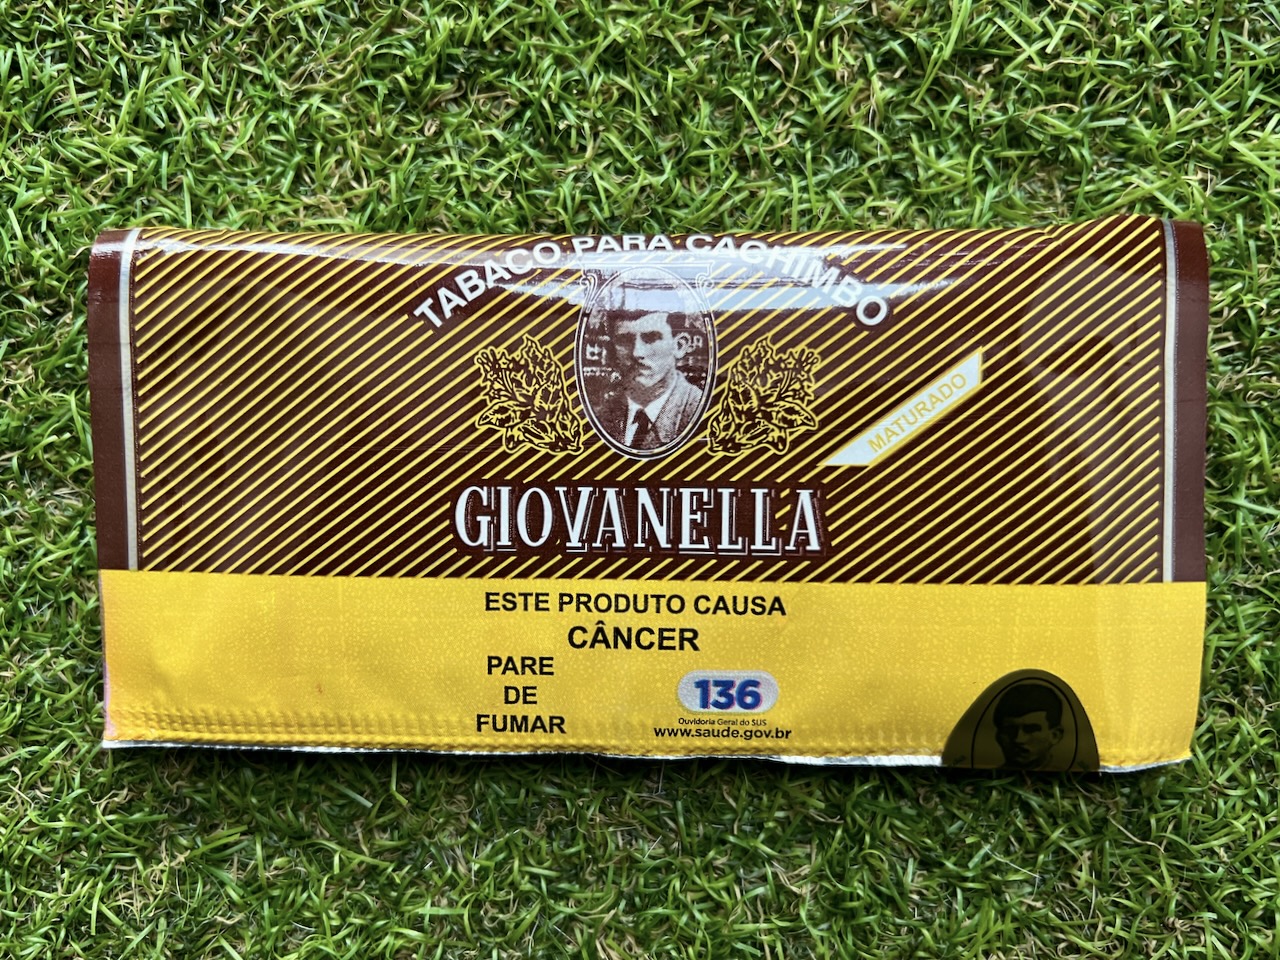 TABACO PARA CACHIMBO
MATURADO
GIOVANELLA
ESTE PRODUTO CAUSA
CÂNCER
PARE
DE
FUMAR
136
Ouvidoria Geral do SUS
www.saude.gov.br